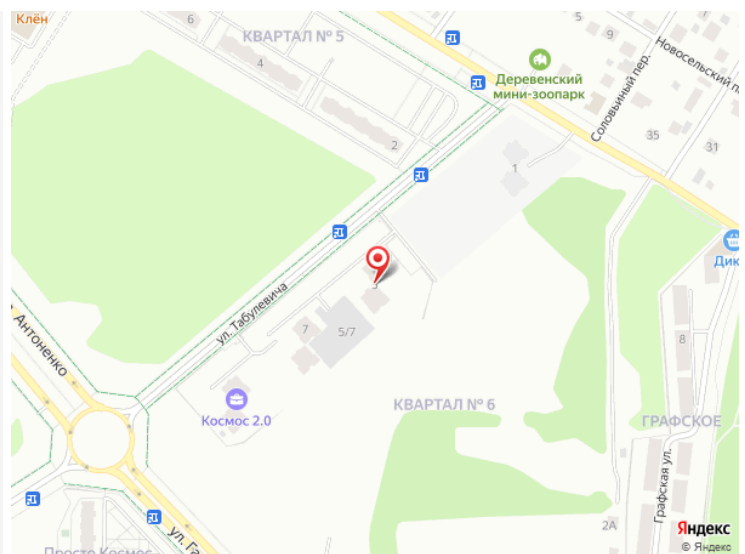 Клён
6
КВАРТАЛ № 5
4
2
Деревенский
мини-зоопарк
5
9
Новосельский п
Соловьиный пер.
35
31
1
Дик
3
ул. Табулевича
7
5/7
Антоненко
Космос 2.0
КВАРТАЛ № 6
8
ГРАФСКОЕ
Графская ул.
2А
ул. Га
Просто Космос
Яндекс
© Яндекс